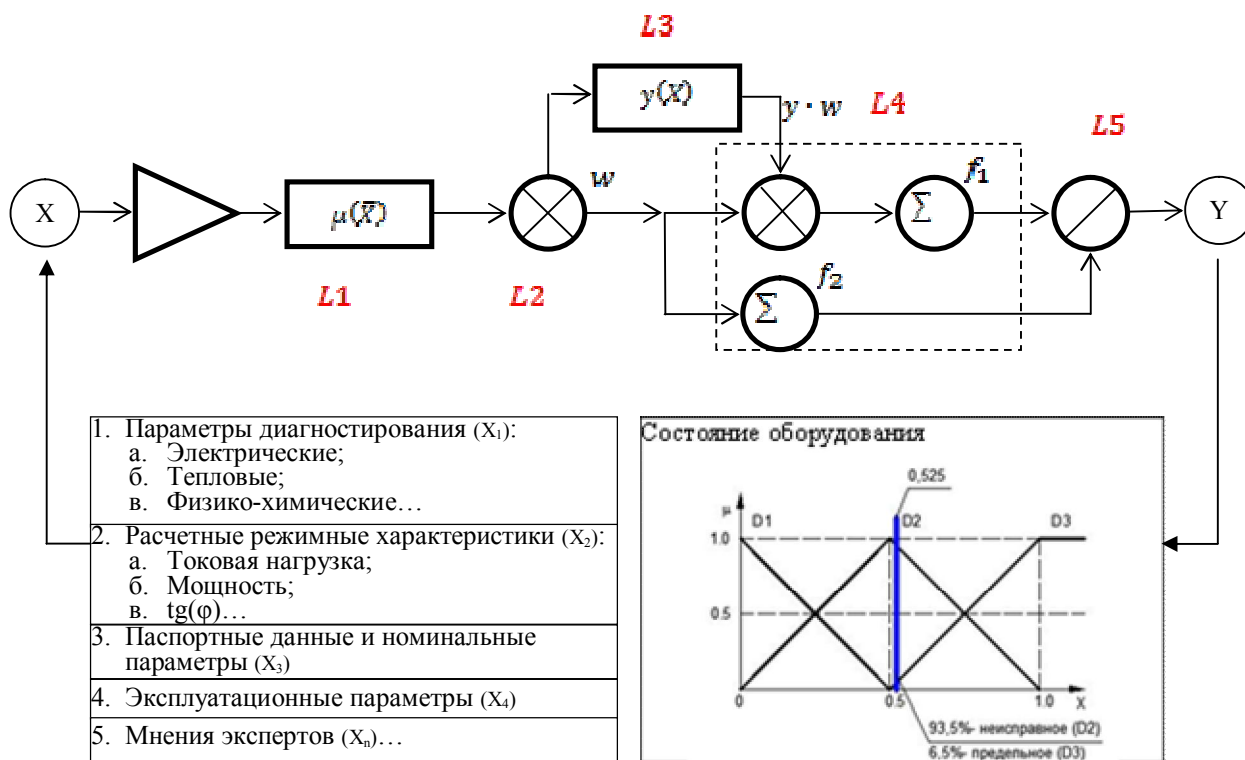 L3
y(X)
y · w
L4
L5
w
f₁
X
μ(X̅)
Σ
Y
L1
L2
f₂
Σ
1. Параметры диагностирования (X₁):
а. Электрические;
б. Тепловые;
в. Физико-химические…
2. Расчетные режимные характеристики (X₂):
а. Токовая нагрузка;
б. Мощность;
в. tg(φ)…
3. Паспортные данные и номинальные
параметры (X₃)
4. Эксплуатационные параметры (X₄)
5. Мнения экспертов (Xₙ)…
Состояние оборудования
0,525
μ
D1
D2
D3
1.0
0.5
0
0.5
1.0
X
93,5%- неисправное (D2)
6,5%- предельное (D3)